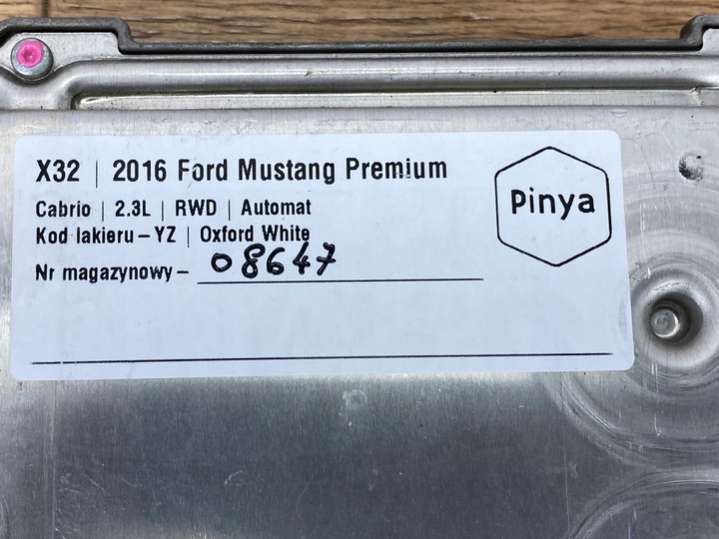 X32 | 2016 Ford Mustang Premium
Cabrio | 2.3L | RWD | Automat
Kod lakieru – YZ | Oxford White
Nr magazynowy – 08647
Pinya